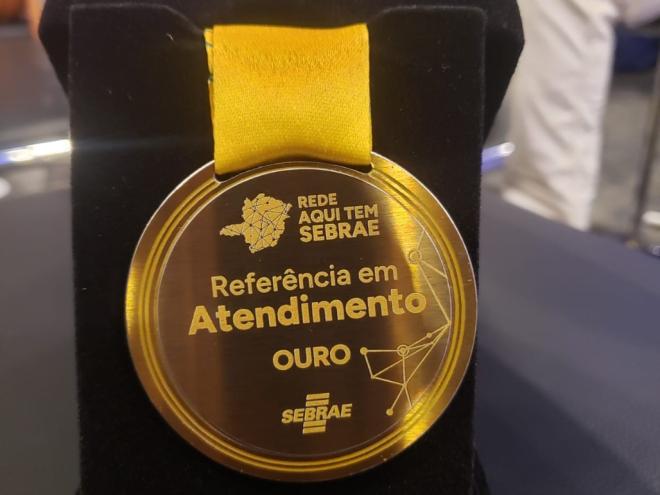 REDE
AQUI TEM
SEBRAE
Referência em
Atendimento
OURO
SEBRAE